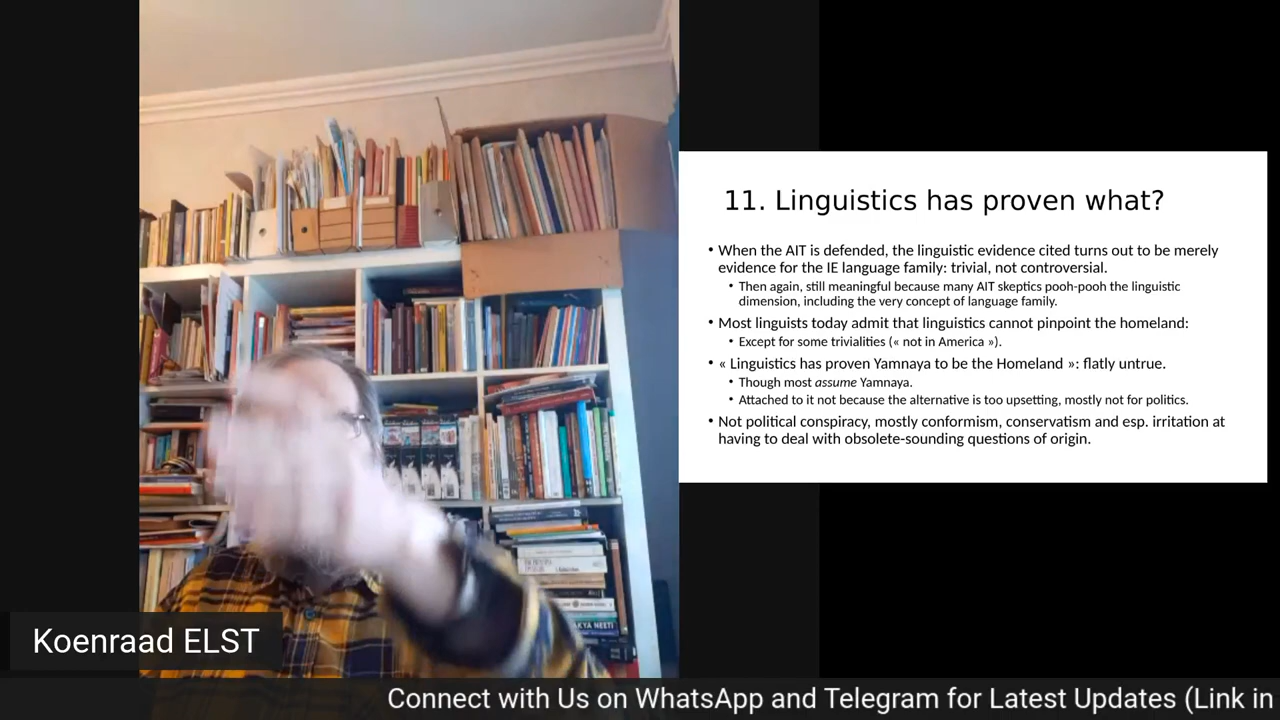 11. Linguistics has proven what?
• When the AIT is defended, the linguistic evidence cited turns out to be merely
evidence for the IE language family: trivial, not controversial.
• Then again, still meaningful because many AIT skeptics pooh-pooh the linguistic
dimension, including the very concept of language family.
• Most linguists today admit that linguistics cannot pinpoint the homeland:
• Except for some trivialities (« not in America »).
• « Linguistics has proven Yamnaya to be the Homeland »: flatly untrue.
• Though most assume Yamnaya.
• Attached to it not because the alternative is too upsetting, mostly not for politics.
• Not political conspiracy, mostly conformism, conservatism and esp. irritation at
having to deal with obsolete-sounding questions of origin.
Koenraad ELST
Connect with Us on WhatsApp and Telegram for Latest Updates (Link in